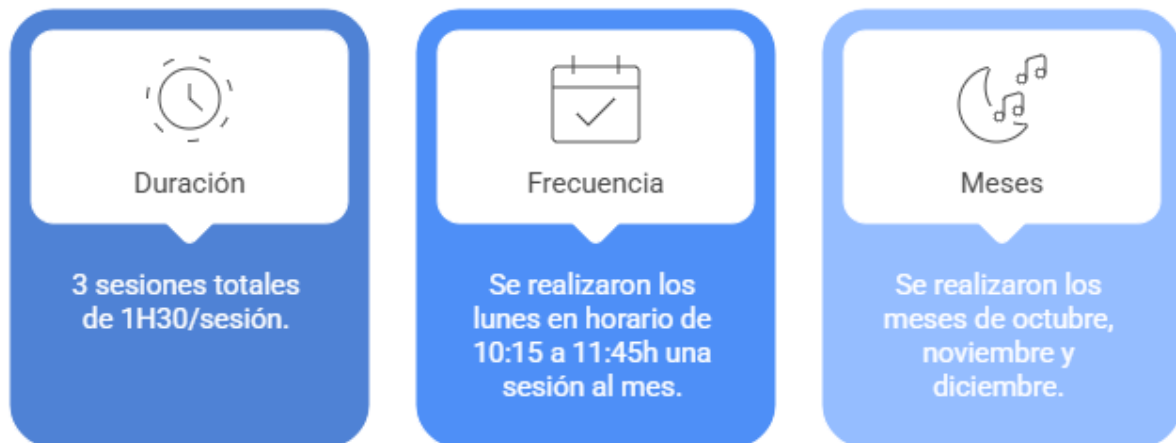 Duración
3 sesiones totales
de 1H30/sesión.
Frecuencia
Se realizaron los
lunes en horario de
10:15 a 11:45h una
sesión al mes.
Meses
Se realizaron los
meses de octubre,
noviembre y
diciembre.